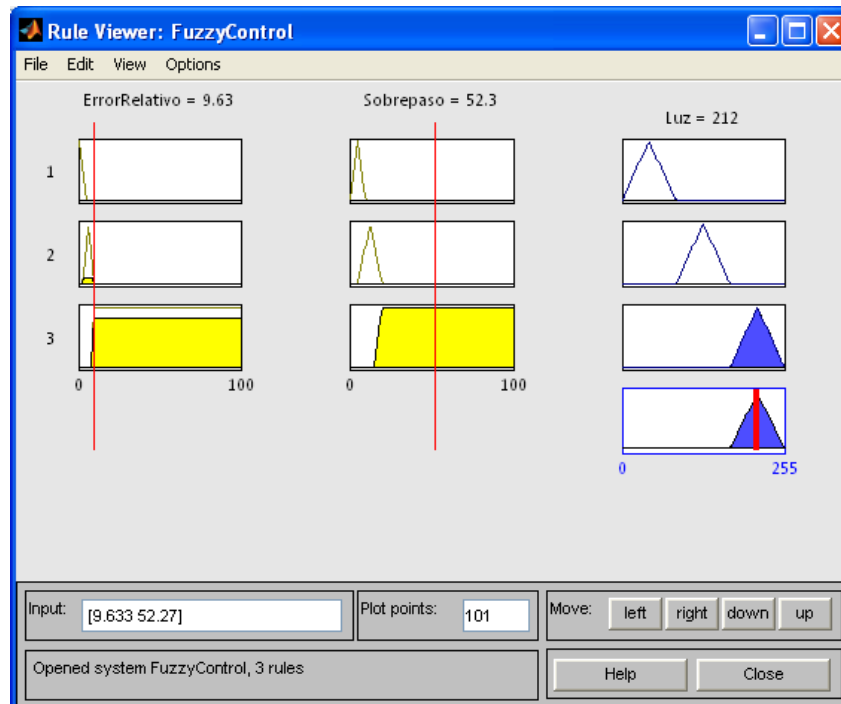 Rule Viewer: FuzzyControl
File Edit View Options
ErrorRelativo = 9.63
Sobrepaso = 52.3
Luz = 212
1
2
3
0 100
0 100
0 255
Input: [9.633 52.27]
Plot points: 101
Move: left right down up
Opened system FuzzyControl, 3 rules
Help Close